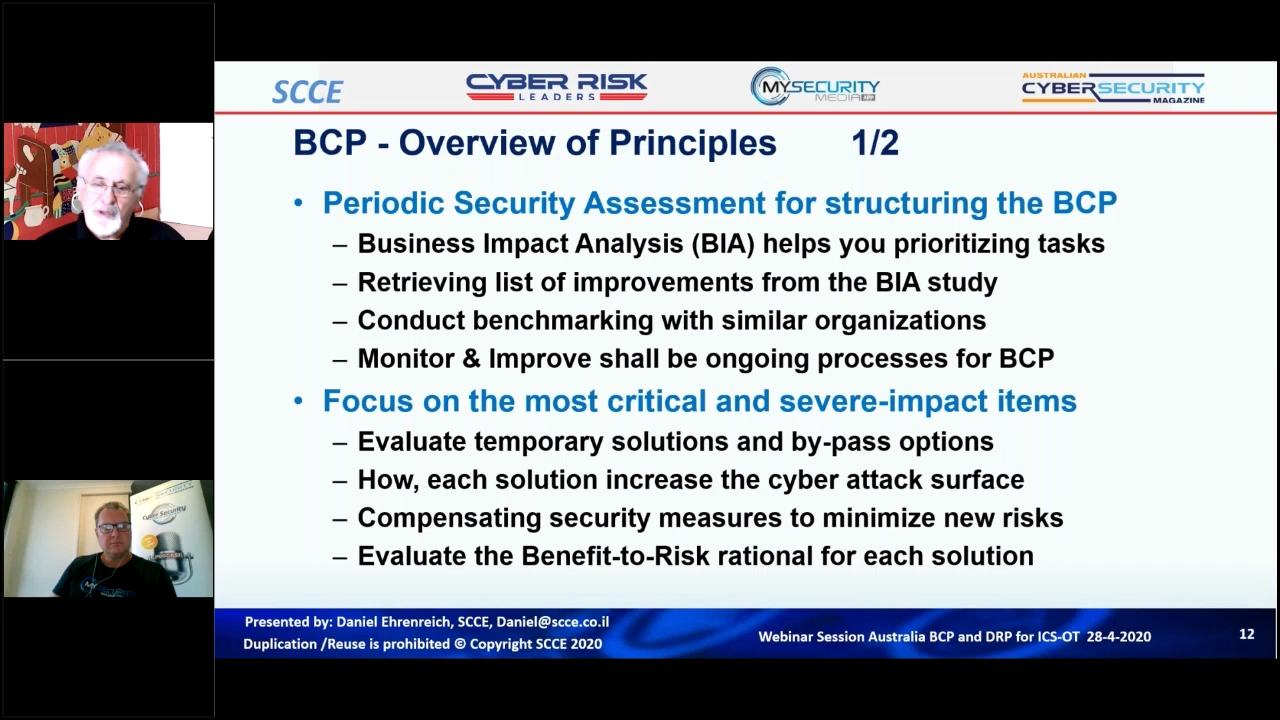 SCCE
CYBER RISK
LEADERS
MYSECURITY
MEDIA
AUSTRALIAN
CYBERSECURITY
MAGAZINE
BCP - Overview of Principles 1/2
• Periodic Security Assessment for structuring the BCP
– Business Impact Analysis (BIA) helps you prioritizing tasks
– Retrieving list of improvements from the BIA study
– Conduct benchmarking with similar organizations
– Monitor & Improve shall be ongoing processes for BCP
• Focus on the most critical and severe-impact items
– Evaluate temporary solutions and by-pass options
– How, each solution increase the cyber attack surface
– Compensating security measures to minimize new risks
– Evaluate the Benefit-to-Risk rational for each solution
Presented by: Daniel Ehrenreich, SCCE, Daniel@scce.co.il
Duplication /Reuse is prohibited © Copyright SCCE 2020
Webinar Session Australia BCP and DRP for ICS-OT 28-4-2020
12
Cyber Security
PODCAST